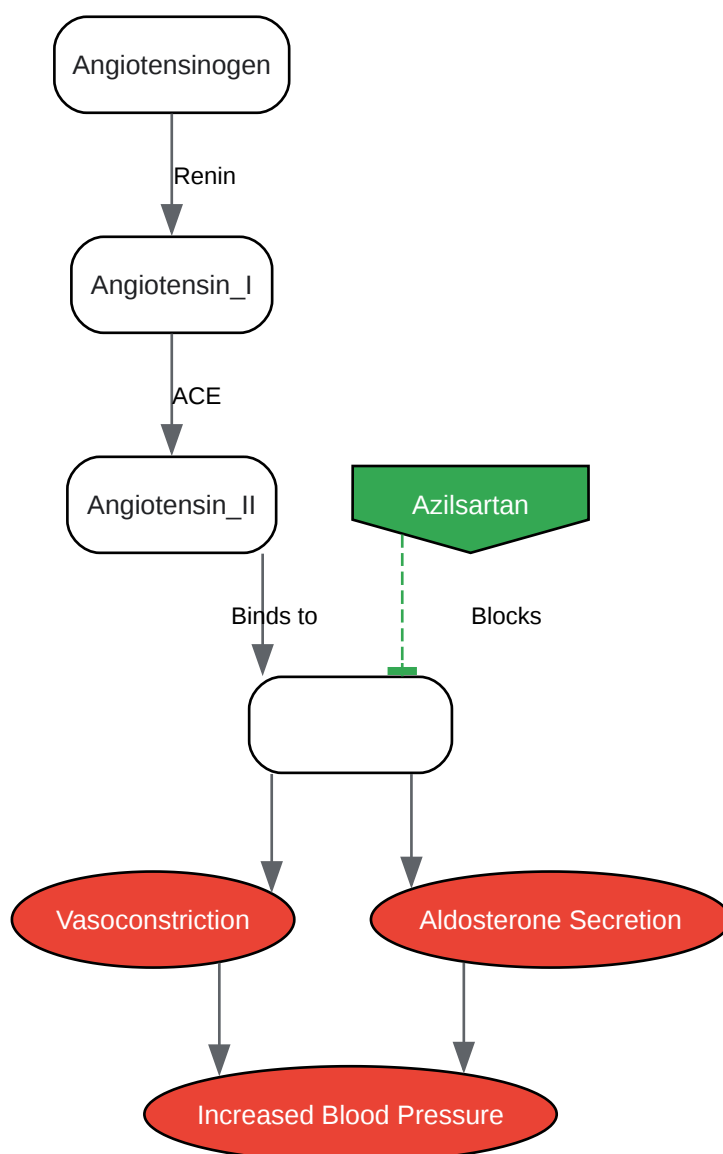 Angiotensinogen
Renin
Angiotensin_I
ACE
Angiotensin_II
Azilsartan
Binds to
Blocks
Vasoconstriction
Aldosterone Secretion
Increased Blood Pressure